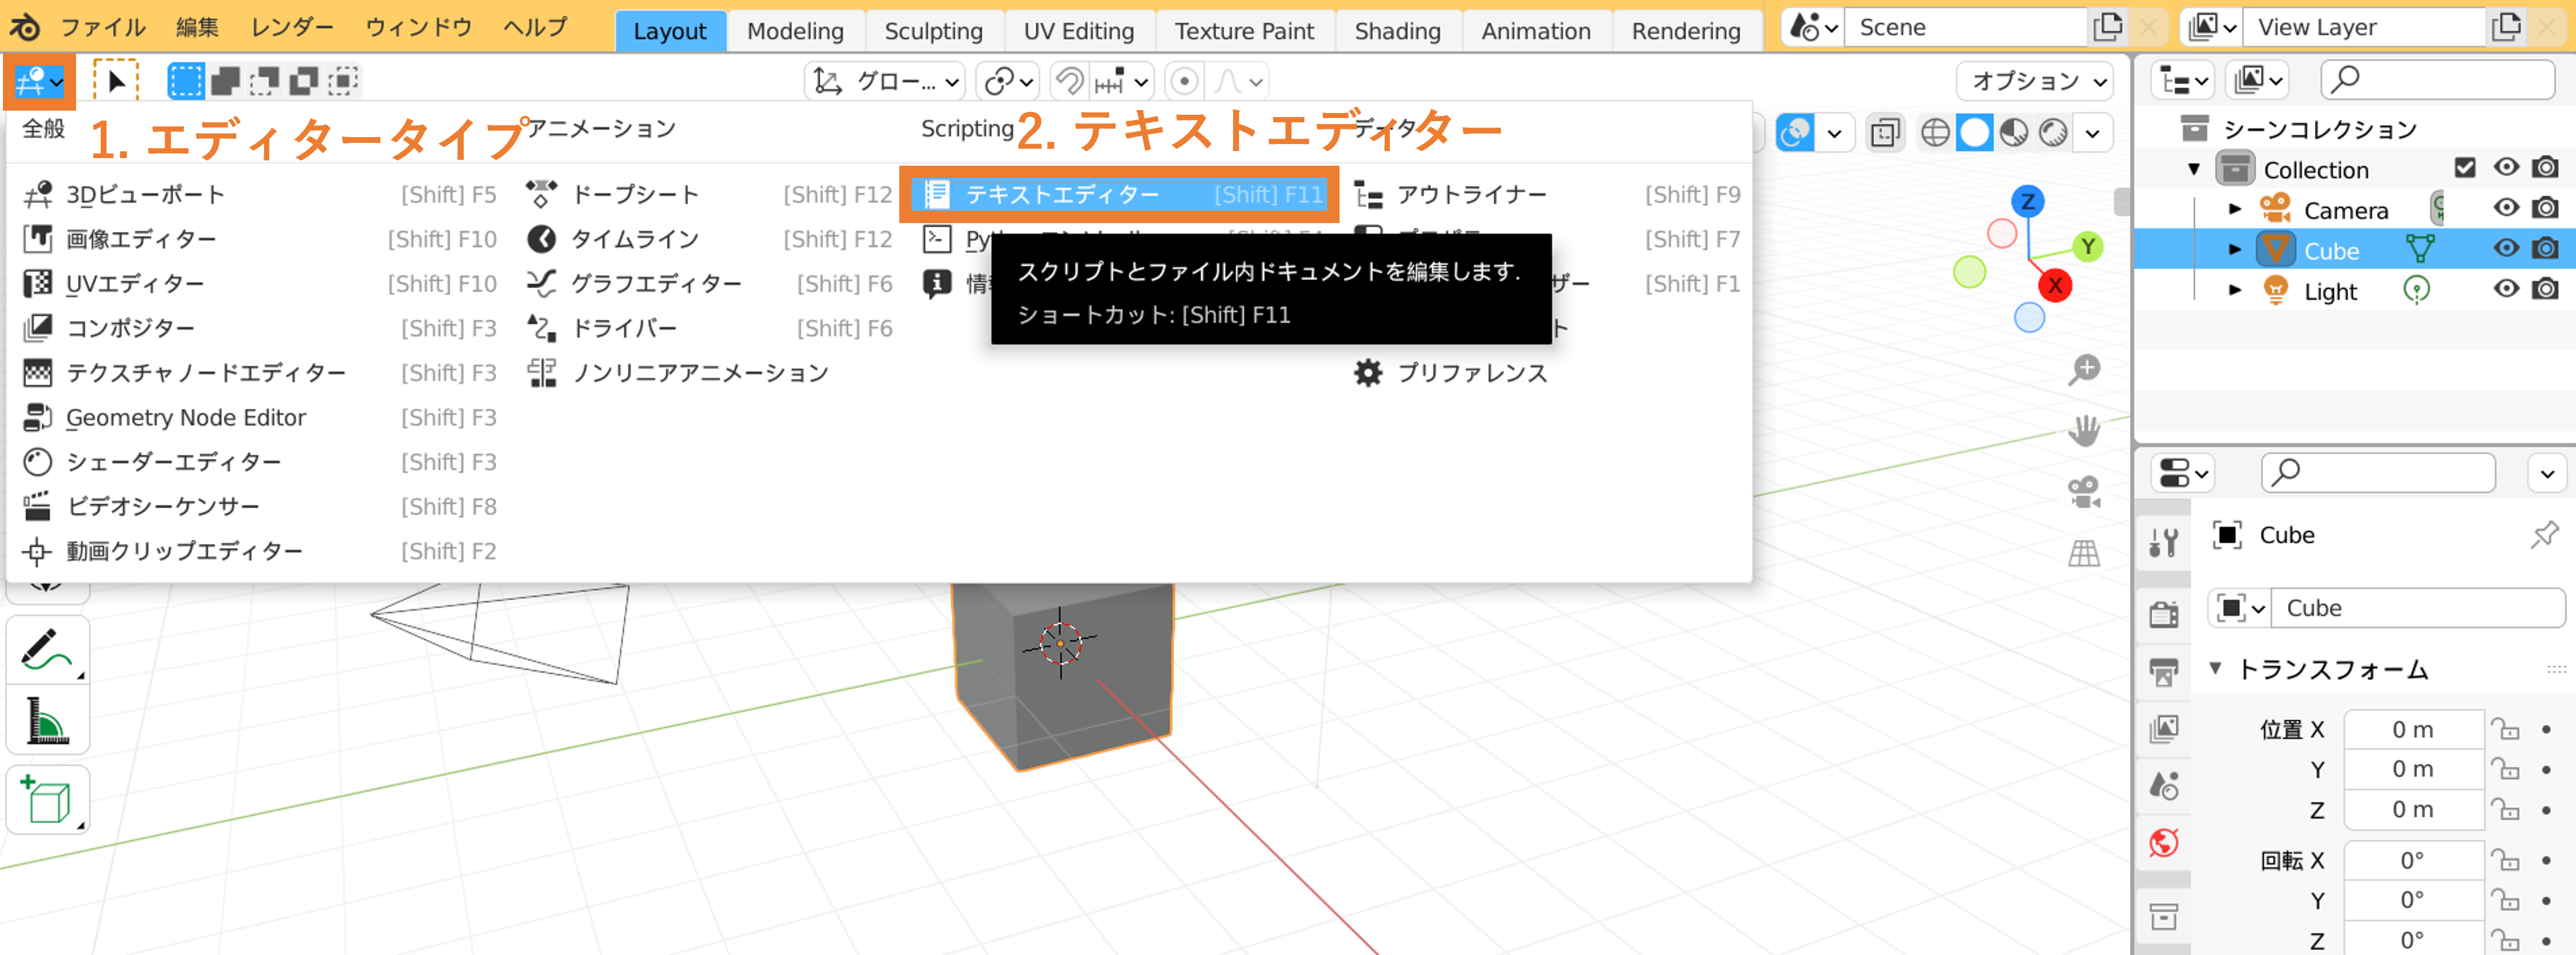 ファイル 編集 レンダー ウィンドウ ヘルプ Layout Modeling Sculpting UV Editing Texture Paint Shading Animation Rendering Scene View Layer
グロー... オプション
全般 1. エディタータイプ アニメーション Scripting 2. テキストエディター データ
シーンコレクション
Collection
3Dビューポート [Shift] F5 ドープシート [Shift] F12 テキストエディター [Shift] F11 アウトライナー [Shift] F9
Camera
画像エディター [Shift] F10 タイムライン [Shift] F12 [Shift] F7
Cube
UVエディター [Shift] F10 グラフエディター [Shift] F6 [Shift] F1
Light
スクリプトとファイル内ドキュメントを編集します.
ショートカット: [Shift] F11
コンポジター [Shift] F3 ドライバー [Shift] F6
テクスチャノードエディター [Shift] F3 ノンリニアアニメーション プリファレンス
Geometry Node Editor [Shift] F3
シェーダーエディター [Shift] F3
ビデオシーケンサー [Shift] F8
動画クリップエディター [Shift] F2
Z
Y
X
Cube
Cube
トランスフォーム
位置 X 0 m
Y 0 m
Z 0 m
回転 X 0°
Y 0°
Z 0°